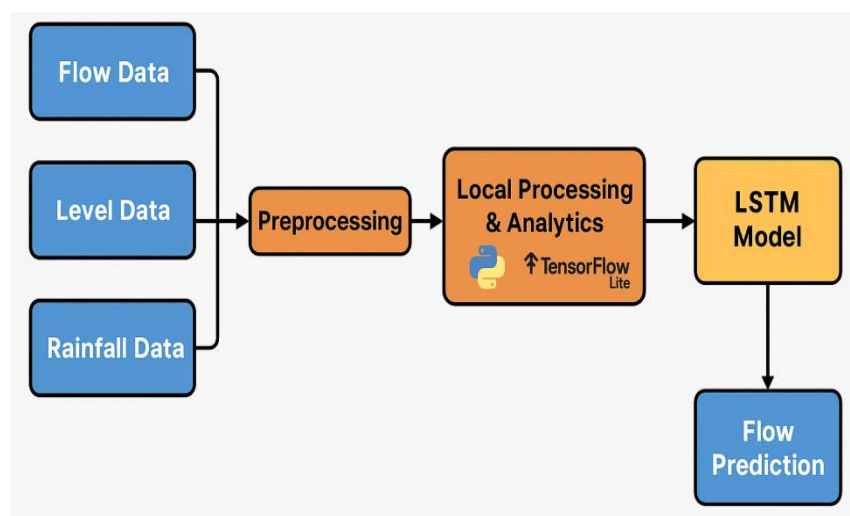 Flow Data
Level Data
Rainfall Data
Preprocessing
Local Processing
& Analytics
TensorFlow
Lite
LSTM
Model
Flow
Prediction